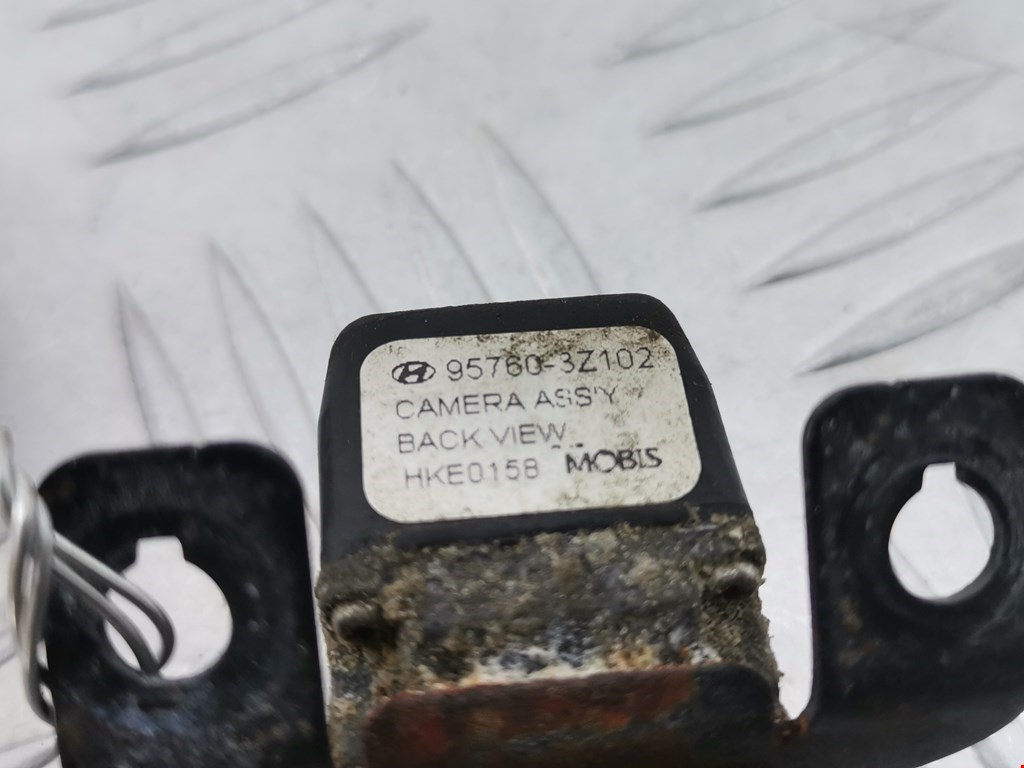 95760-3Z102
CAMERA ASS'Y
BACK VIEW
HKE0158 MOBIS